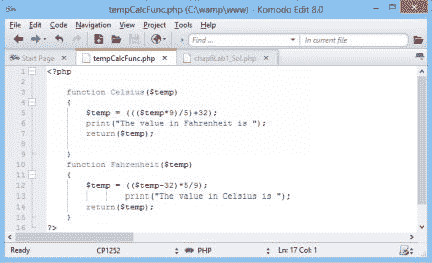 tempCalcFunc.php (C:\wamp\www) - Komodo Edit 8.0
File Edit Code Navigation View Project Tools Help
Find ... In current file
Start Page tempCalcFunc.php chap6Lab1_Sol.php
1 <?php
2
3 function Celsius($temp)
4 {
5 $temp = ((($temp*9)/5)+32);
6 print("The value in Fahrenheit is ");
7 return($temp);
8
9 }
10 function Fahrenheit($temp)
11 {
12 $temp = (($temp-32)*5/9);
13 print("The value in Celsius is ");
14 return($temp);
15 }
16 ?>
Ready CP1252 PHP Ln: 17 Col: 1